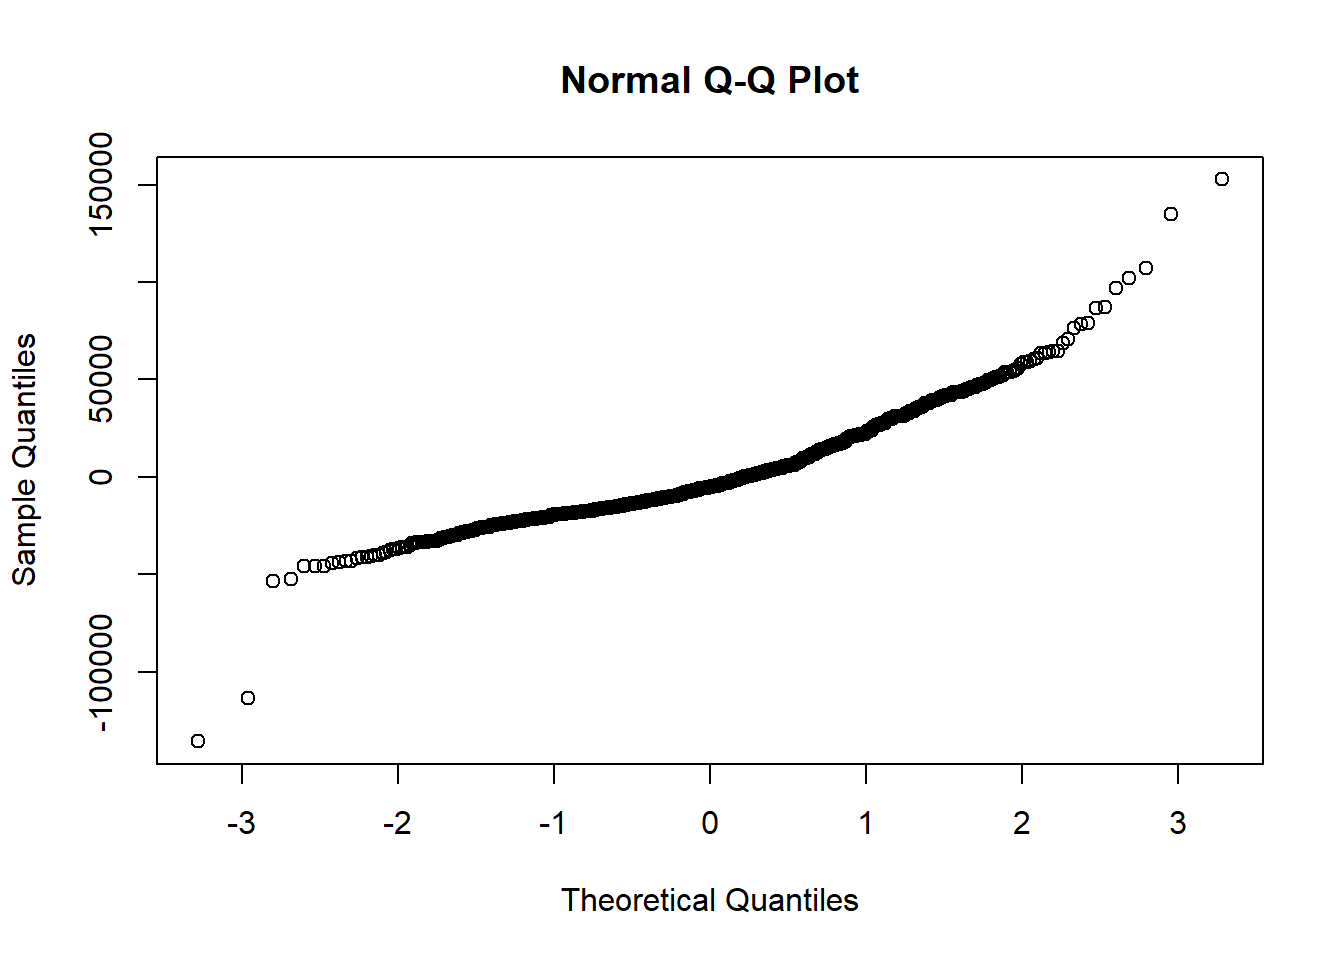 Normal Q-Q Plot
Sample Quantiles
150000
50000
0
-100000
-3 -2 -1 0 1 2 3
Theoretical Quantiles